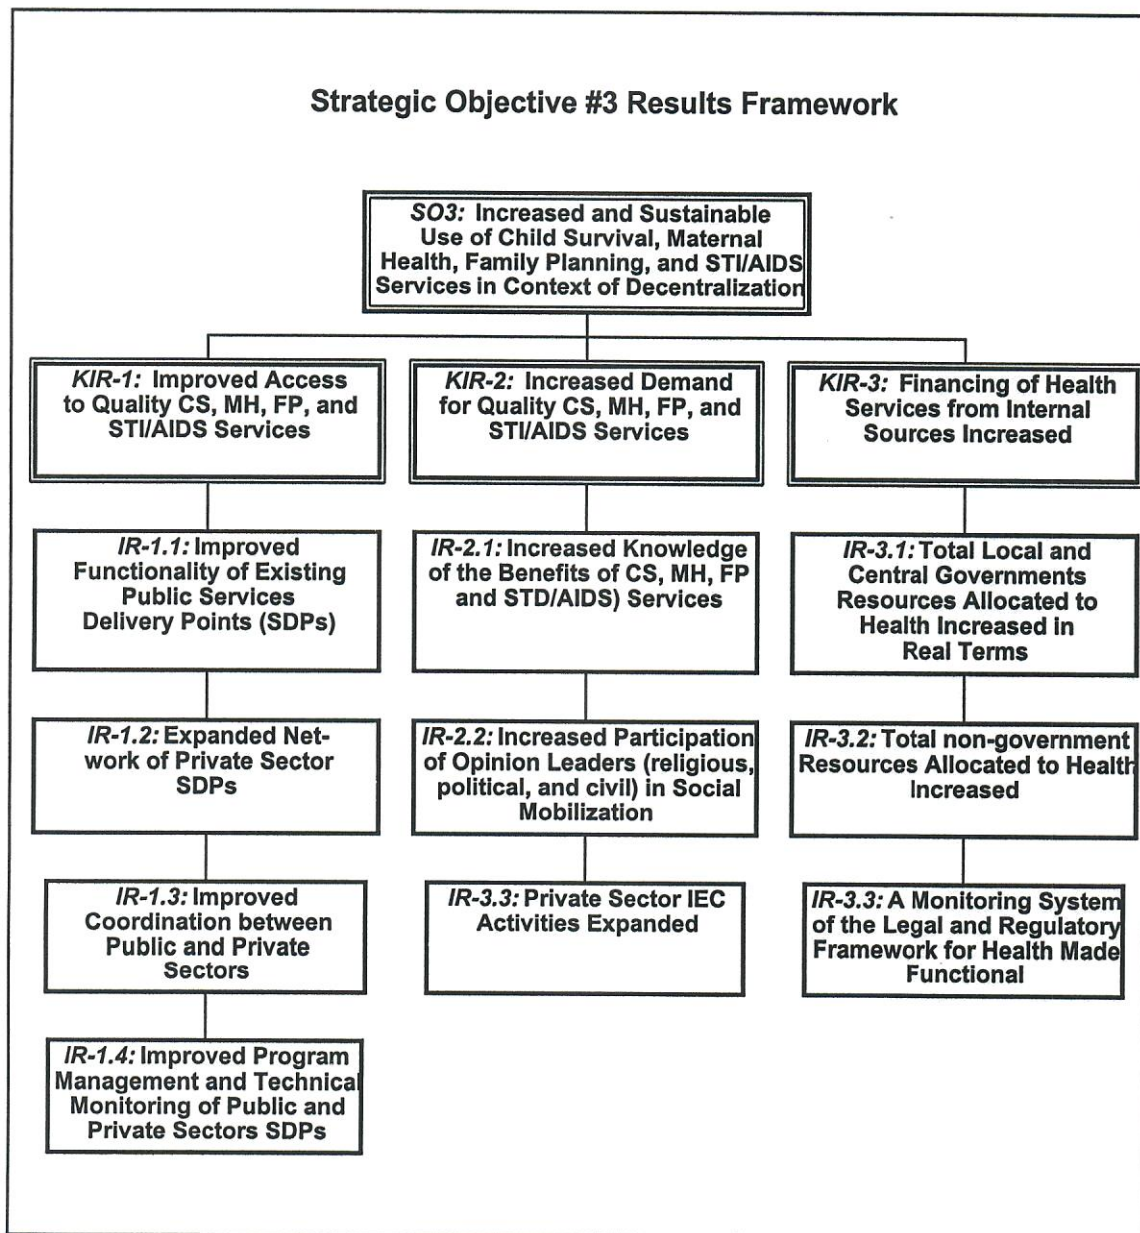 Strategic Objective #3 Results Framework
SO3: Increased and Sustainable
Use of Child Survival, Maternal
Health, Family Planning, and STI/AIDS
Services in Context of Decentralization
KIR-1: Improved Access
to Quality CS, MH, FP, and
STI/AIDS Services
KIR-2: Increased Demand
for Quality CS, MH, FP, and
STI/AIDS Services
KIR-3: Financing of Health
Services from Internal
Sources Increased
IR-1.1: Improved
Functionality of Existing
Public Services
Delivery Points (SDPs)
IR-2.1: Increased Knowledge
of the Benefits of CS, MH, FP
and STD/AIDS) Services
IR-3.1: Total Local and
Central Governments
Resources Allocated to
Health Increased in
Real Terms
IR-1.2: Expanded Net-
work of Private Sector
SDPs
IR-2.2: Increased Participation
of Opinion Leaders (religious,
political, and civil) in Social
Mobilization
IR-3.2: Total non-government
Resources Allocated to Health
Increased
IR-1.3: Improved
Coordination between
Public and Private
Sectors
IR-3.3: Private Sector IEC
Activities Expanded
IR-3.3: A Monitoring System
of the Legal and Regulatory
Framework for Health Made
Functional
IR-1.4: Improved Program
Management and Technical
Monitoring of Public and
Private Sectors SDPs